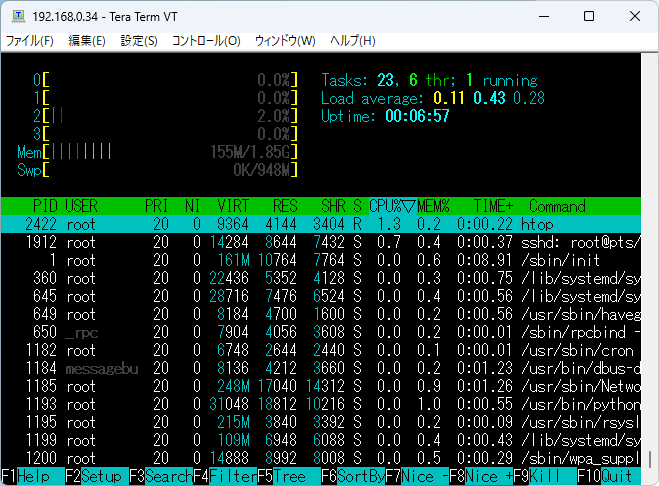 192.168.0.34 - Tera Term VT
ファイル(F) 編集(E) 設定(S) コントロール(O) ウィンドウ(W) ヘルプ(H)
0[ 0.0%] Tasks: 23, 6 thr; 1 running
1[ 0.0%] Load average: 0.11 0.43 0.28
2[|| 2.0%] Uptime: 00:06:57
3[ 0.0%]
Mem[|||||||| 155M/1.85G]
Swp[ 0K/948M]
PID USER PRI NI VIRT RES SHR S CPU%▽MEM% TIME+ Command
2422 root 20 0 9364 4144 3404 R 1.3 0.2 0:00.22 htop
1912 root 20 0 14284 8644 7432 S 0.7 0.4 0:00.37 sshd: root@pts/
1 root 20 0 161M 10764 7764 S 0.0 0.6 0:08.91 /sbin/init
360 root 20 0 22436 5352 4128 S 0.0 0.3 0:00.75 /lib/systemd/sy
645 root 20 0 28716 7476 6524 S 0.0 0.4 0:00.56 /lib/systemd/sy
649 root 20 0 8184 4700 1600 S 0.0 0.2 0:00.64 /usr/sbin/haveg
650 _rpc 20 0 7904 4056 3608 S 0.0 0.2 0:00.01 /sbin/rpcbind -
1182 root 20 0 6748 2644 2440 S 0.0 0.1 0:00.01 /usr/sbin/cron
1184 messagebu 20 0 8136 4212 3660 S 0.0 0.2 0:01.23 /usr/bin/dbus-d
1185 root 20 0 248M 17040 14312 S 0.0 0.9 0:01.26 /usr/sbin/Netwo
1193 root 20 0 31048 18812 10216 S 0.0 1.0 0:00.55 /usr/bin/python
1195 root 20 0 215M 3840 3392 S 0.0 0.2 0:00.09 /usr/sbin/rsysl
1199 root 20 0 109M 6948 6088 S 0.0 0.4 0:00.43 /lib/systemd/sy
1200 root 20 0 14888 8992 8008 S 0.0 0.5 0:00.29 /sbin/wpa_suppl
F1Help F2Setup F3SearchF4FilterF5Tree F6SortByF7Nice -F8Nice +F9Kill F10Quit